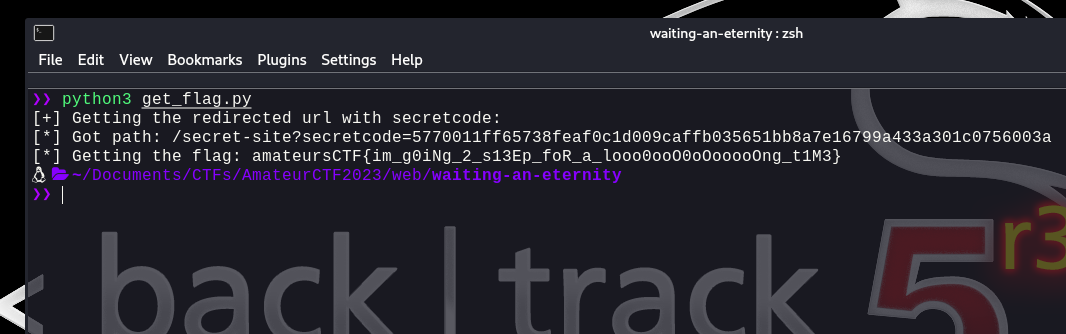 waiting-an-eternity : zsh
File Edit View Bookmarks Plugins Settings Help
❯❯ python3 get_flag.py
[+] Getting the redirected url with secretcode:
[*] Got path: /secret-site?secretcode=5770011ff65738feaf0c1d009caffb035651bb8a7e16799a433a301c0756003a
[*] Getting the flag: amateursCTF{im_g0iNg_2_s13Ep_foR_a_looo0ooO0oOooooOng_t1M3}
~/Documents/CTFs/AmateurCTF2023/web/waiting-an-eternity
❯❯
< back | track 5 r3